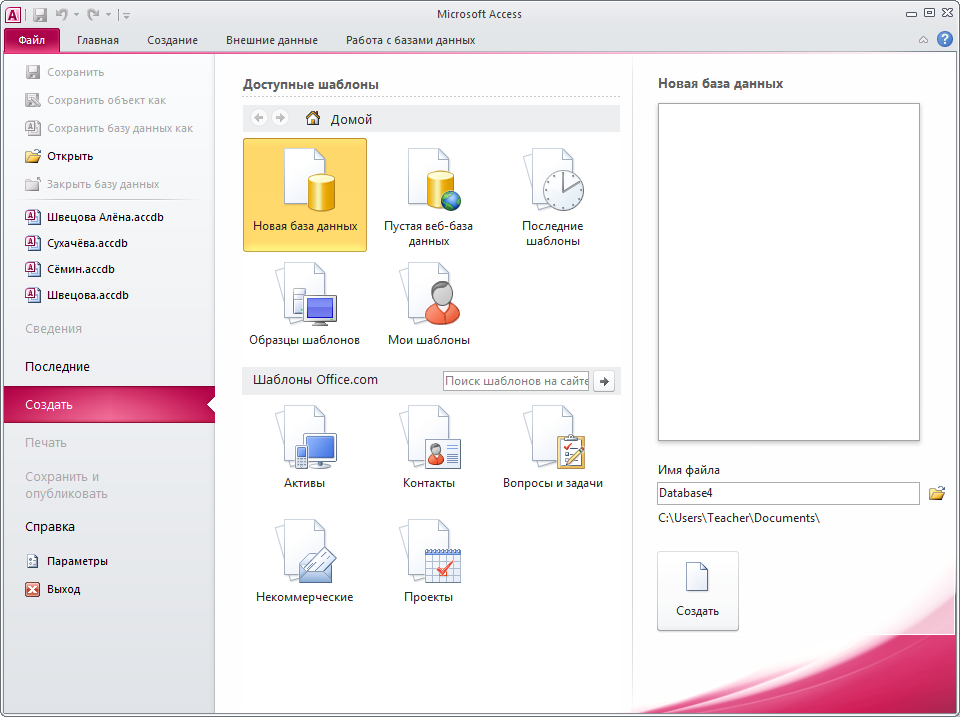 Microsoft Access
Файл
Главная
Создание
Внешние данные
Работа с базами данных
Сохранить
Сохранить объект как
Сохранить базу данных как
Открыть
Закрыть базу данных
Швецова Алёна.accdb
Сухачёва.accdb
Сёмин.accdb
Швецова.accdb
Сведения
Последние
Создать
Печать
Сохранить и
опубликовать
Справка
Параметры
Выход
Доступные шаблоны
Домой
Новая база данных
Пустая веб-база
данных
Последние
шаблоны
Образцы шаблонов
Мои шаблоны
Шаблоны Office.com
Поиск шаблонов на сайте
Активы
Контакты
Вопросы и задачи
Некоммерческие
Проекты
Новая база данных
Имя файла
Database4
C:\Users\Teacher\Documents\
Создать